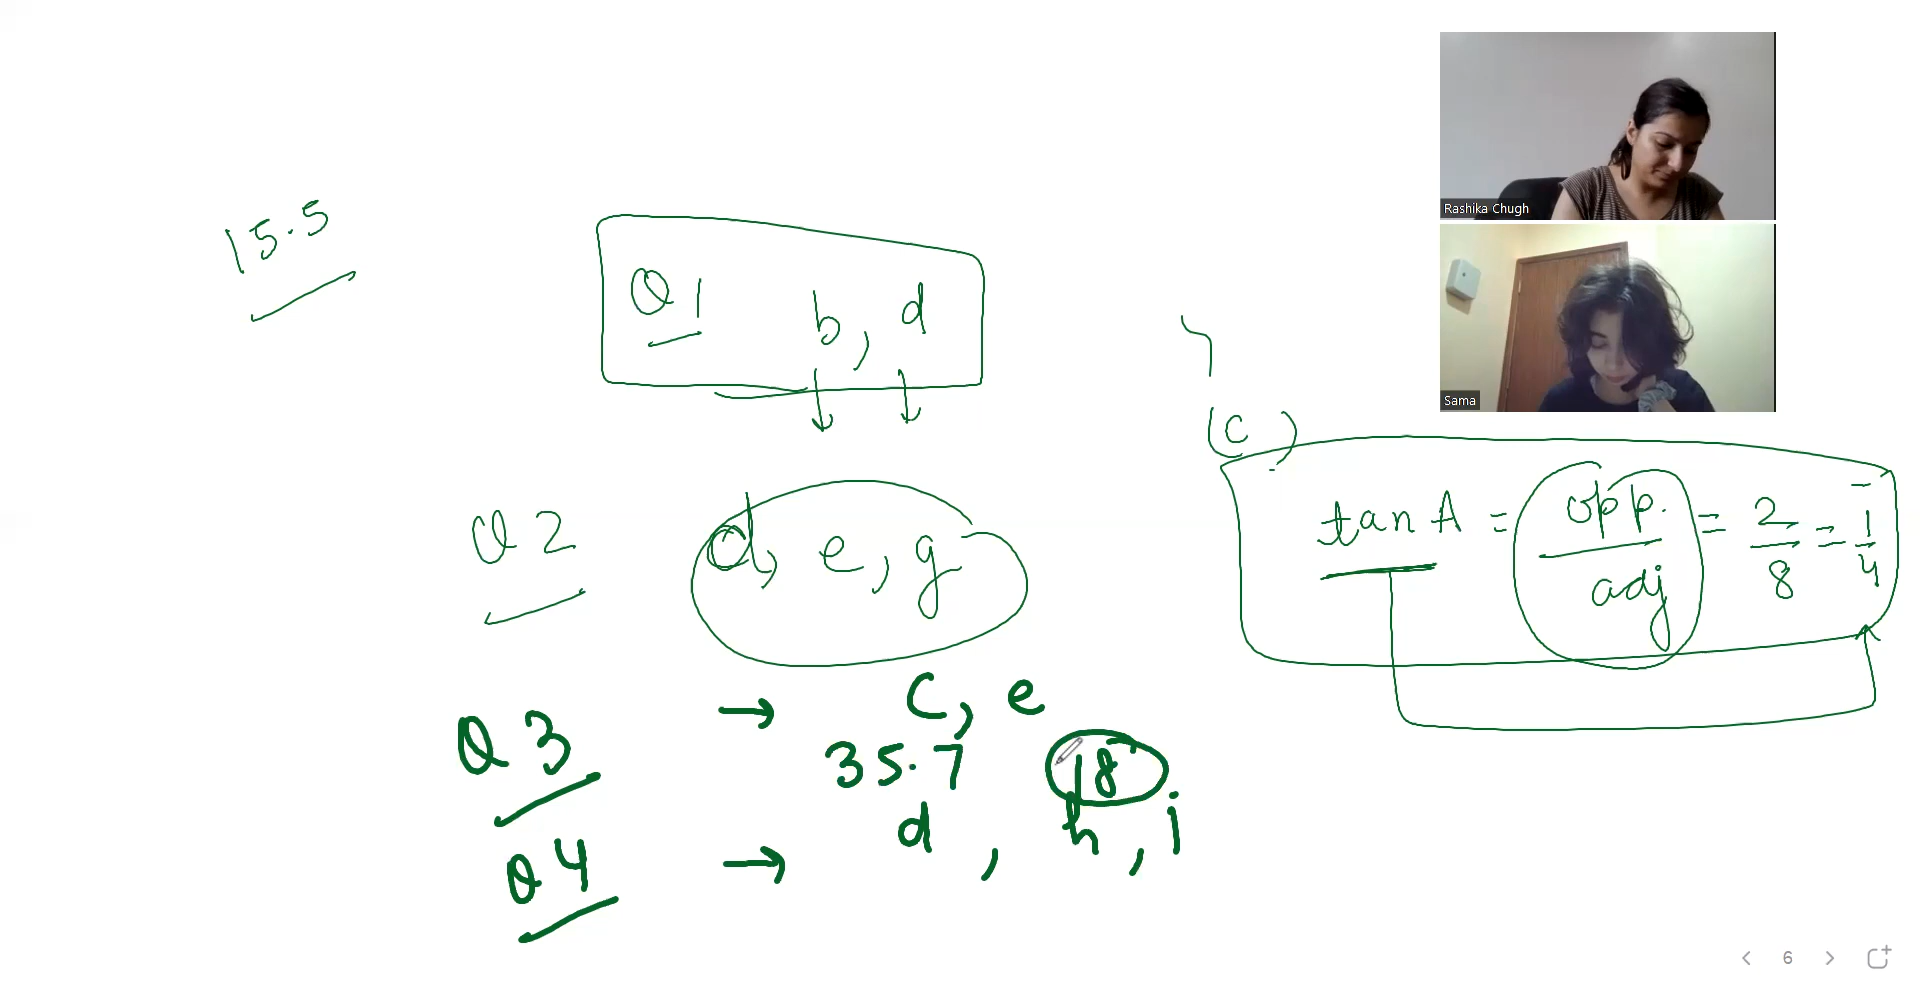 Rashika Chugh
Sama
15.5
Q1 b, d
(C)
tan A = opp. / adj = 2/8 = 1/4
Q2 d, e, g
Q3 → C, e
35.7 18
Q4 → d, h, i
6